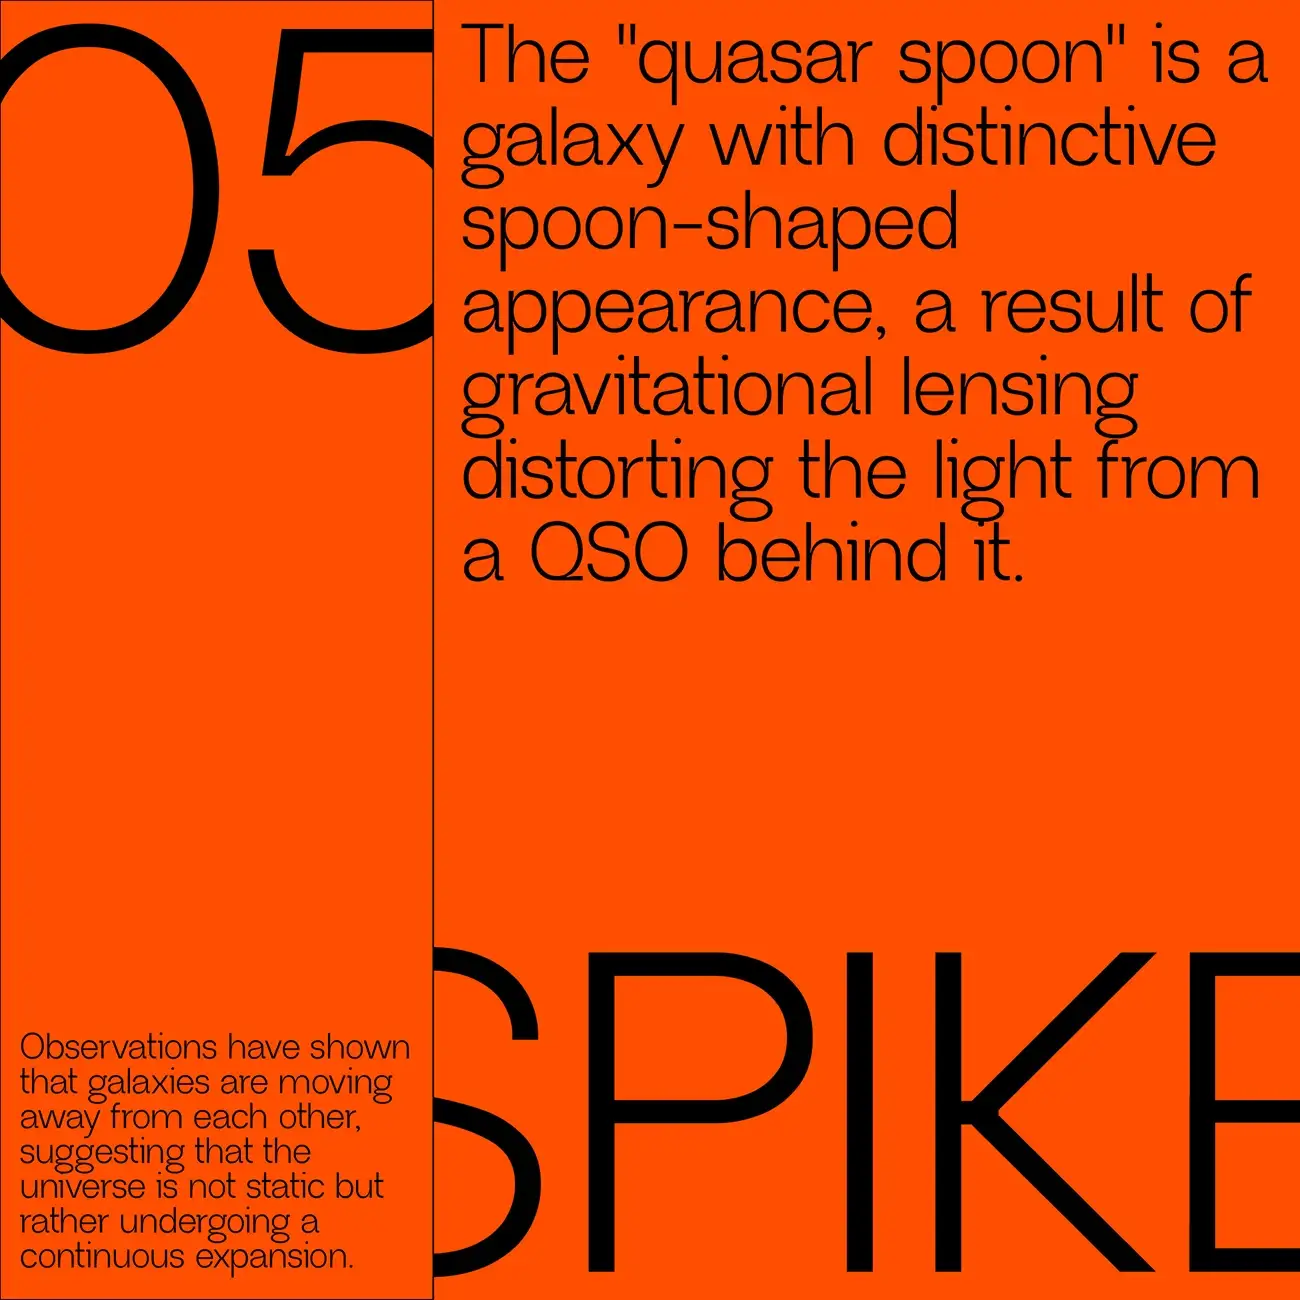 05
The "quasar spoon" is a
galaxy with distinctive
spoon-shaped
appearance, a result of
gravitational lensing
distorting the light from
a QSO behind it.
Observations have shown
that galaxies are moving
away from each other,
suggesting that the
universe is not static but
rather undergoing a
continuous expansion.
SPIKE